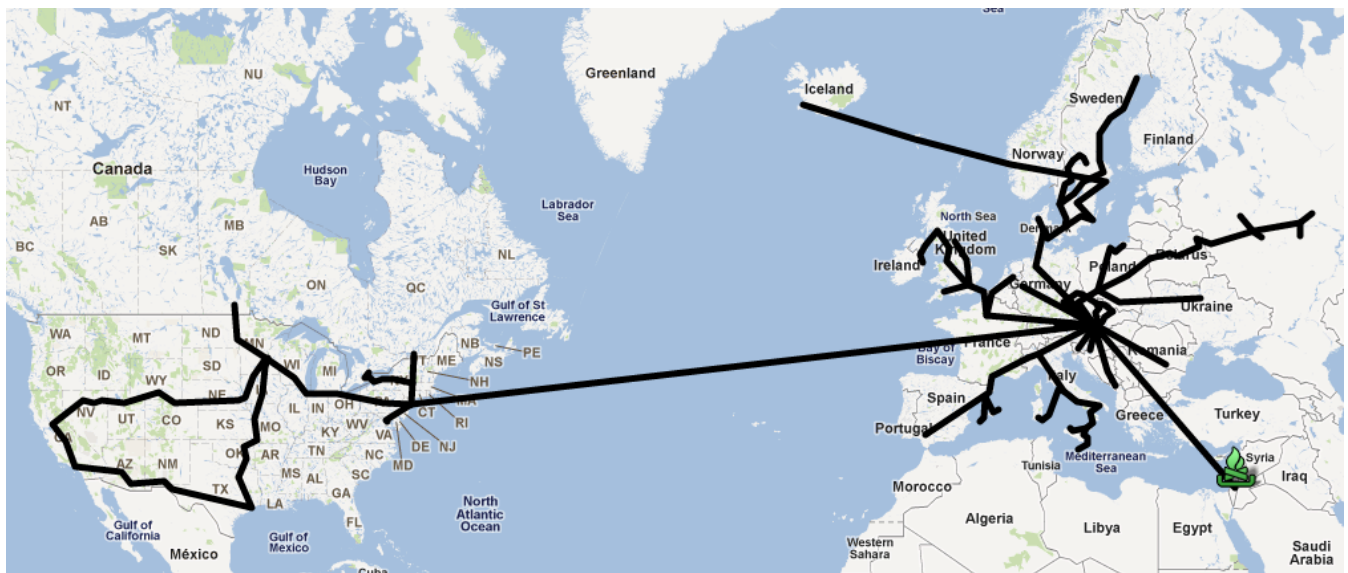 Sea
Greenland
Iceland
Sweden
NU
NT
Finland
Norway
Canada
Hudson
Bay
Labrador
Sea
North Sea
AB
MB
BC
SK
United
Kingdom
Ireland
Belarus
Poland
NL
ON
QC
Germany
Gulf of St
Lawrence
Ukraine
WA
MT
ND
MN
NB
PE
ME
NS
France
Bay of
Biscay
Romania
OR
ID
SD
WI
MI
WY
NH
MA
Italy
NV
NE
IL
IN
OH
CT
RI
Spain
Greece
Turkey
UT
CO
KS
MO
KY
WV
VA
DE
NJ
MD
Portugal
CA
AZ
NM
OK
AR
TN
NC
Mediterranean
Sea
Tunisia
Syria
Iraq
MS
AL
SC
TX
GA
LA
Morocco
North
Atlantic
Ocean
FL
Gulf of
California
Gulf of
Mexico
Algeria
Libya
Egypt
México
Western
Sahara
Saudi
Arabia
Cuba